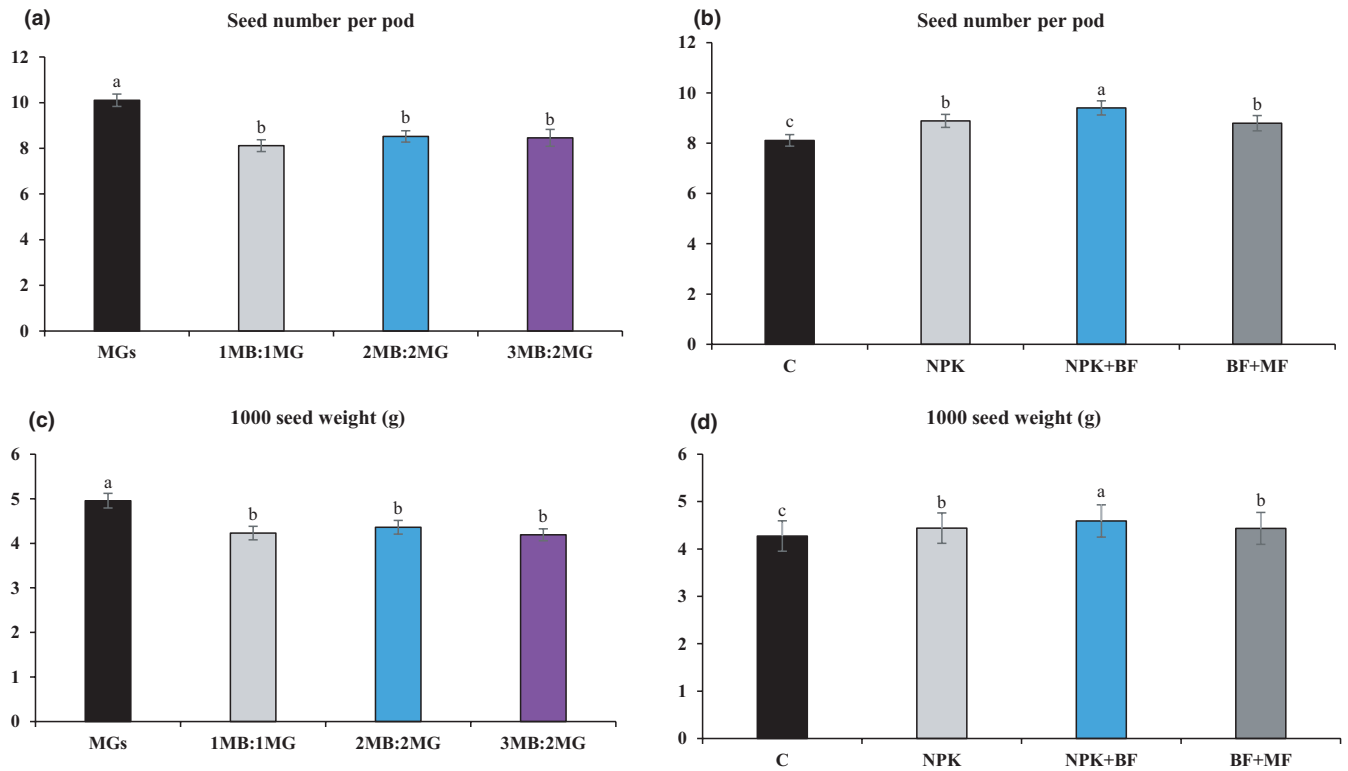 (a)
Seed number per pod
12
10
8
6
4
2
0
a
b
b
b
MGs 1MB:1MG 2MB:2MG 3MB:2MG
(b)
Seed number per pod
12
10
8
6
4
2
0
c
b
a
b
C NPK NPK+BF BF+MF
(c)
1000 seed weight (g)
6
5
4
3
2
1
0
a
b
b
b
MGs 1MB:1MG 2MB:2MG 3MB:2MG
(d)
1000 seed weight (g)
6
5
4
3
2
1
0
c
b
a
b
C NPK NPK+BF BF+MF